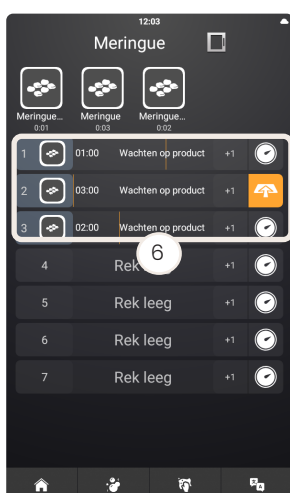 12:03
Meringue
Meringue... Meringue Meringue...
0:01 0:03 0:02
1 01:00 Wachten op product +1
2 03:00 Wachten op product +1
3 02:00 Wachten op product +1
6
4 Rek +1
5 Rek leeg +1
6 Rek leeg +1
7 Rek leeg +1